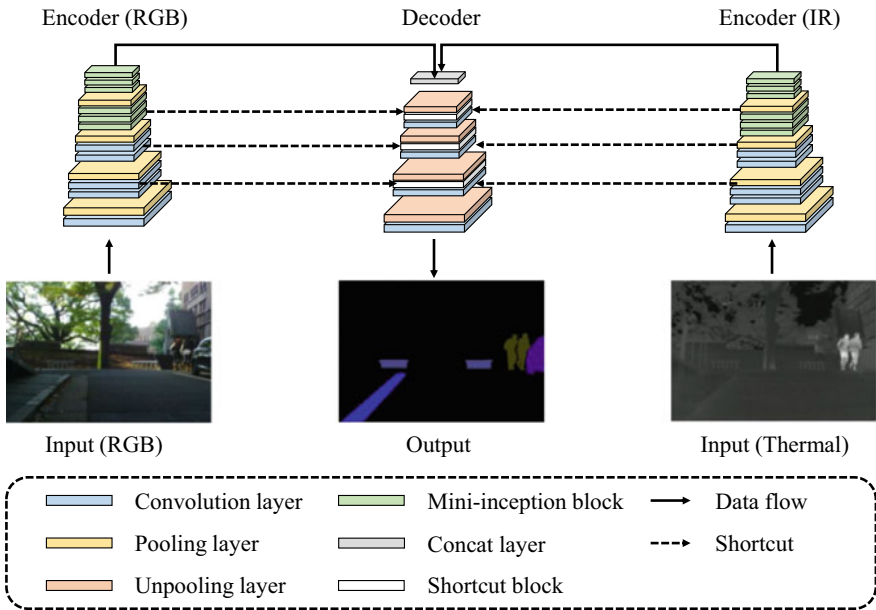 Encoder (RGB) Decoder Encoder (IR)
Input (RGB) Output Input (Thermal)
Convolution layer Mini-inception block Data flow
Pooling layer Concat layer Shortcut
Unpooling layer Shortcut block